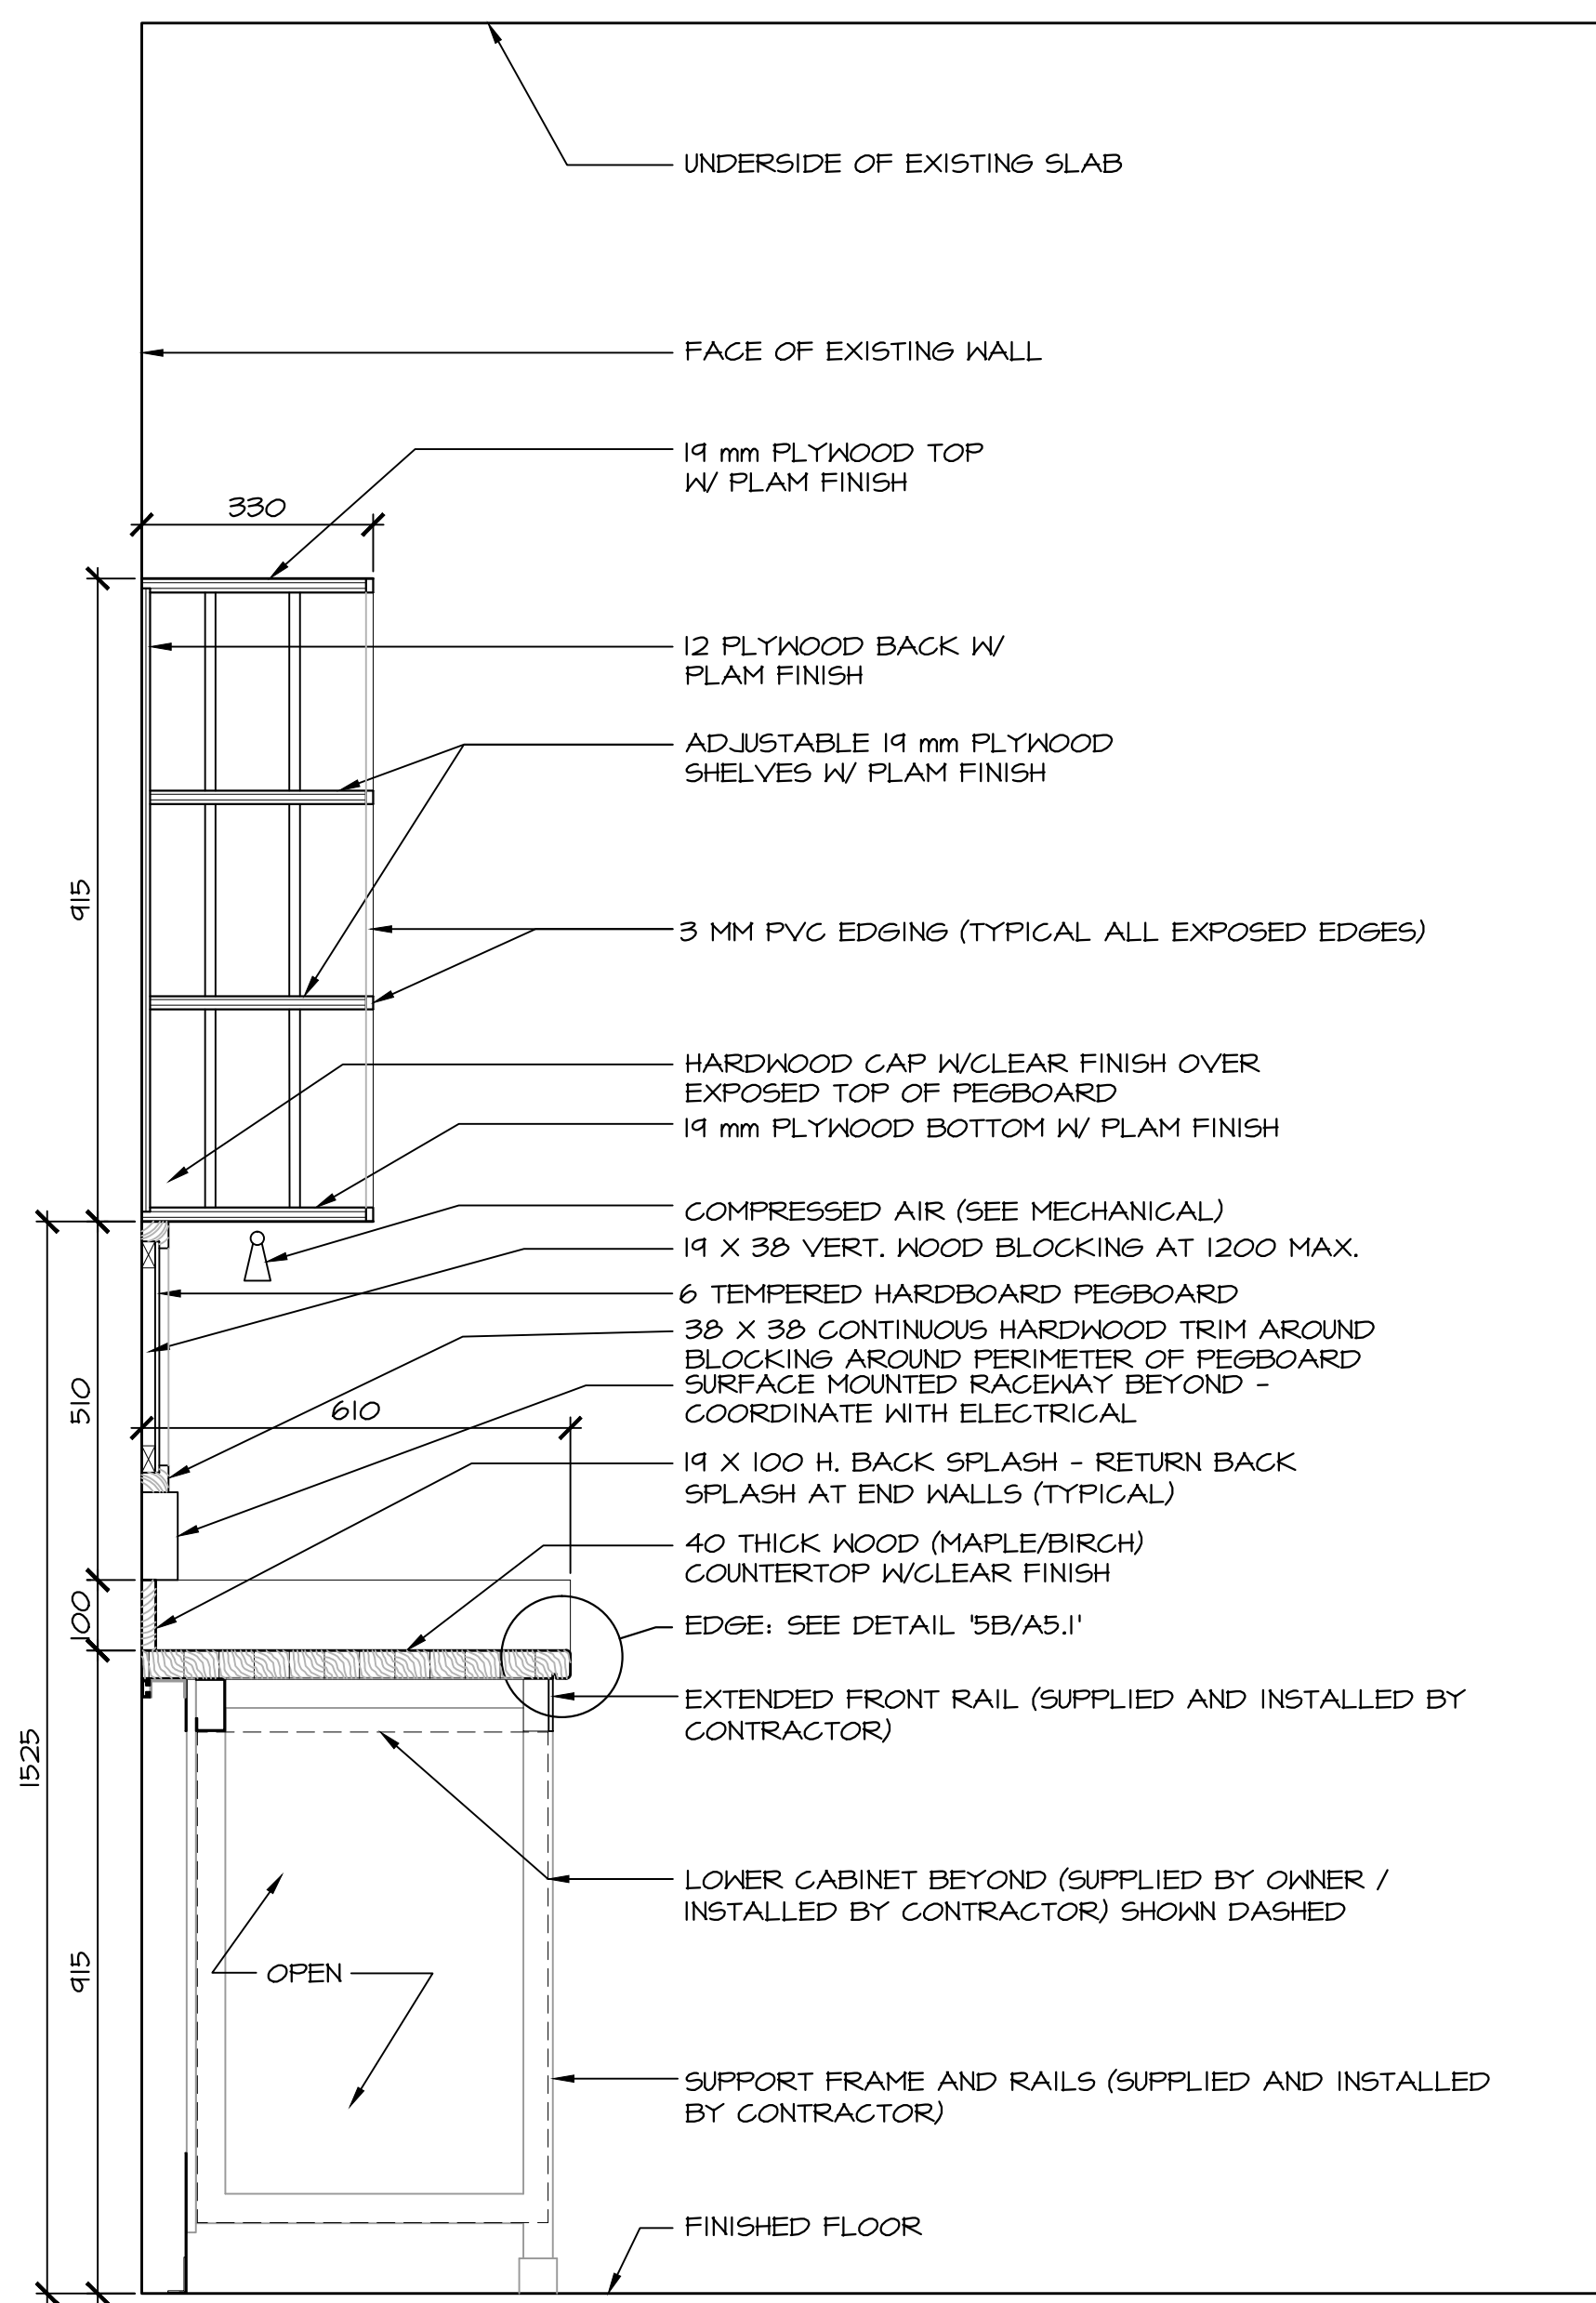 UNDERSIDE OF EXISTING SLAB
FACE OF EXISTING WALL
19 mm PLYWOOD TOP
W/ PLAM FINISH
330
12 PLYWOOD BACK W/
PLAM FINISH
ADJUSTABLE 19 mm PLYWOOD
SHELVES W/ PLAM FINISH
915
3 MM PVC EDGING (TYPICAL ALL EXPOSED EDGES)
HARDWOOD CAP W/CLEAR FINISH OVER
EXPOSED TOP OF PEGBOARD
19 mm PLYWOOD BOTTOM W/ PLAM FINISH
COMPRESSED AIR (SEE MECHANICAL)
19 X 38 VERT. WOOD BLOCKING AT 1200 MAX.
6 TEMPERED HARDBOARD PEGBOARD
38 X 38 CONTINUOUS HARDWOOD TRIM AROUND
BLOCKING AROUND PERIMETER OF PEGBOARD
SURFACE MOUNTED RACEWAY BEYOND -
COORDINATE WITH ELECTRICAL
510
610
19 X 100 H. BACK SPLASH - RETURN BACK
SPLASH AT END WALLS (TYPICAL)
40 THICK WOOD (MAPLE/BIRCH)
COUNTERTOP W/CLEAR FINISH
100
EDGE: SEE DETAIL '5B/A5.1'
EXTENDED FRONT RAIL (SUPPLIED AND INSTALLED BY
CONTRACTOR)
1525
LOWER CABINET BEYOND (SUPPLIED BY OWNER /
INSTALLED BY CONTRACTOR) SHOWN DASHED
915
OPEN
SUPPORT FRAME AND RAILS (SUPPLIED AND INSTALLED
BY CONTRACTOR)
FINISHED FLOOR